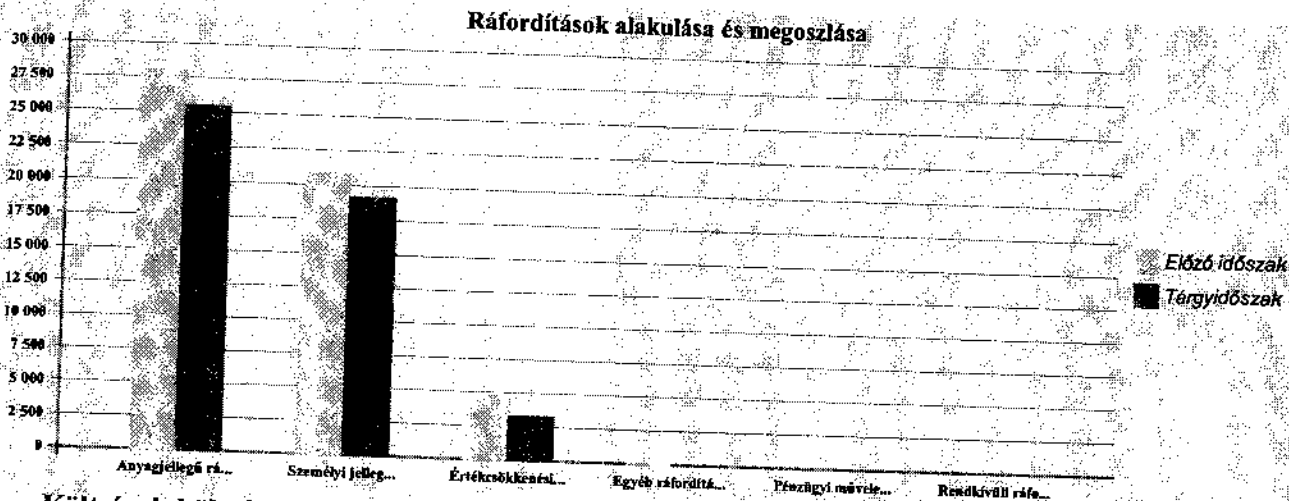 Ráfordítások alakulása és megoszlása
30 000
27 500
25 000
22 500
20 000
17 500
15 000
12 500
10 000
7 500
5 000
2 500
0
Anyagjellegű rá...
Személyi jelleg...
Értékcsökkenési...
Egyéb ráfordítá...
Pénzügyi művele...
Rendkívüli ráfo...
Előző időszak
Tárgyidőszak